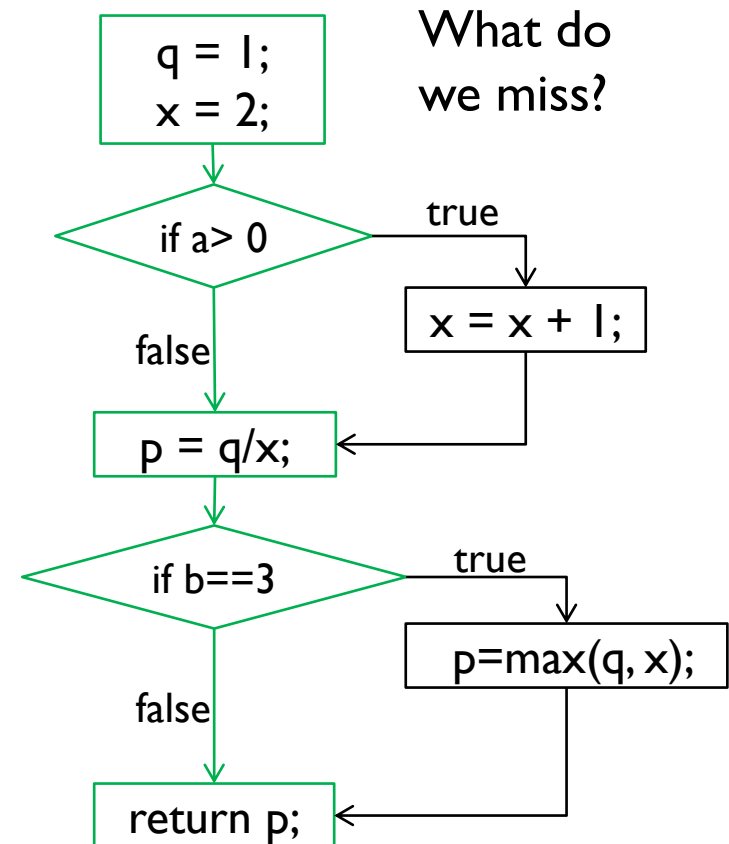 What do
we miss?
q = 1;
x = 2;
if a> 0
true
x = x + 1;
false
p = q/x;
if b==3
true
p=max(q, x);
false
return p;